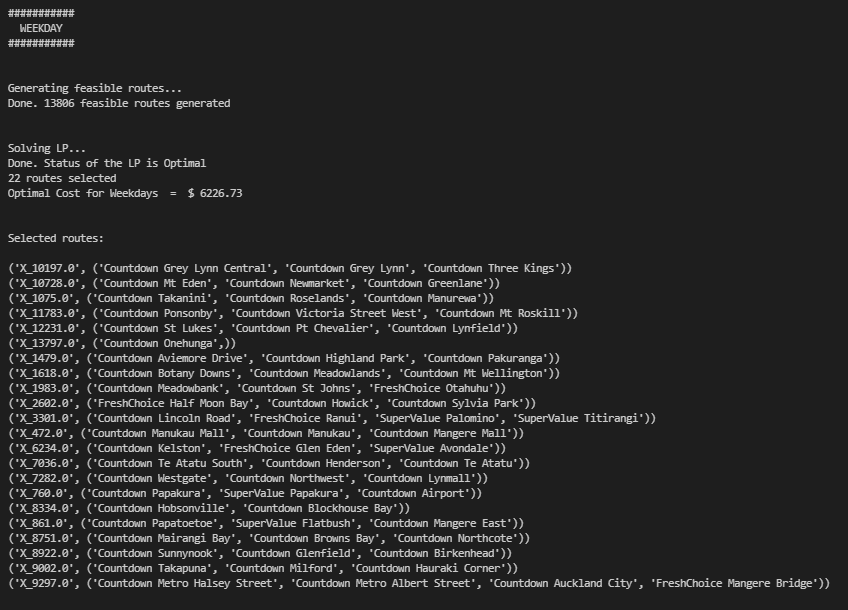 ###########
WEEKDAY
###########
Generating feasible routes...
Done. 13806 feasible routes generated
Solving LP...
Done. Status of the LP is Optimal
22 routes selected
Optimal Cost for Weekdays  =  $ 6226.73
Selected routes:
('X_10197.0', ('Countdown Grey Lynn Central', 'Countdown Grey Lynn', 'Countdown Three Kings'))
('X_10728.0', ('Countdown Mt Eden', 'Countdown Newmarket', 'Countdown Greenlane'))
('X_1075.0', ('Countdown Takanini', 'Countdown Roselands', 'Countdown Manurewa'))
('X_11783.0', ('Countdown Ponsonby', 'Countdown Victoria Street West', 'Countdown Mt Roskill'))
('X_12231.0', ('Countdown St Lukes', 'Countdown Pt Chevalier', 'Countdown Lynfield'))
('X_13797.0', ('Countdown Onehunga',))
('X_1479.0', ('Countdown Aviemore Drive', 'Countdown Highland Park', 'Countdown Pakuranga'))
('X_1618.0', ('Countdown Botany Downs', 'Countdown Meadowlands', 'Countdown Mt Wellington'))
('X_1983.0', ('Countdown Meadowbank', 'Countdown St Johns', 'FreshChoice Otahuhu'))
('X_2602.0', ('FreshChoice Half Moon Bay', 'Countdown Howick', 'Countdown Sylvia Park'))
('X_3301.0', ('Countdown Lincoln Road', 'FreshChoice Ranui', 'SuperValue Palomino', 'SuperValue Titirangi'))
('X_472.0', ('Countdown Manukau Mall', 'Countdown Manukau', 'Countdown Mangere Mall'))
('X_6234.0', ('Countdown Kelston', 'FreshChoice Glen Eden', 'SuperValue Avondale'))
('X_7036.0', ('Countdown Te Atatu South', 'Countdown Henderson', 'Countdown Te Atatu'))
('X_7282.0', ('Countdown Westgate', 'Countdown Northwest', 'Countdown Lynmall'))
('X_760.0', ('Countdown Papakura', 'SuperValue Papakura', 'Countdown Airport'))
('X_8334.0', ('Countdown Hobsonville', 'Countdown Blockhouse Bay'))
('X_861.0', ('Countdown Papatoetoe', 'SuperValue Flatbush', 'Countdown Mangere East'))
('X_8751.0', ('Countdown Mairangi Bay', 'Countdown Browns Bay', 'Countdown Northcote'))
('X_8922.0', ('Countdown Sunnynook', 'Countdown Glenfield', 'Countdown Birkenhead'))
('X_9002.0', ('Countdown Takapuna', 'Countdown Milford', 'Countdown Hauraki Corner'))
('X_9297.0', ('Countdown Metro Halsey Street', 'Countdown Metro Albert Street', 'Countdown Auckland City', 'FreshChoice Mangere Bridge'))